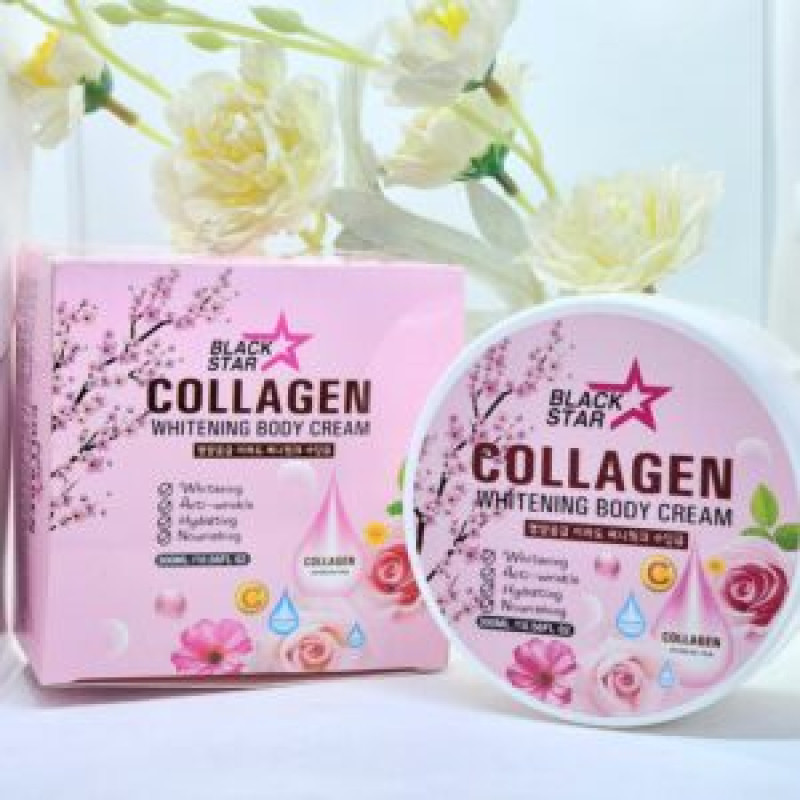 BLACK
STAR
COLLAGEN
WHITENING BODY CREAM
Whitening
Anti-wrinkle
Hydrating
Nourishing
COLLAGEN
C
BLACK
STAR
COLLAGEN
WHITENING BODY CREAM
Whitening
Anti-wrinkle
Hydrating
Nourishing
C
COLLAGEN